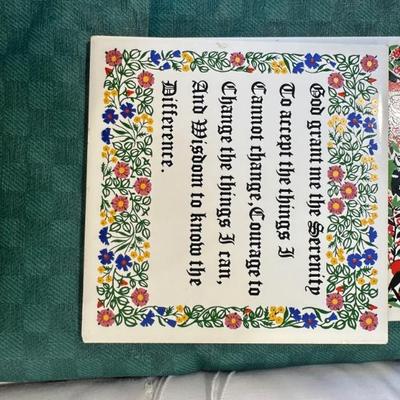 God grant me the Serenity
To accept the things I
Cannot change, Courage to
Change the things I can,
And Wisdom to know the
Difference.